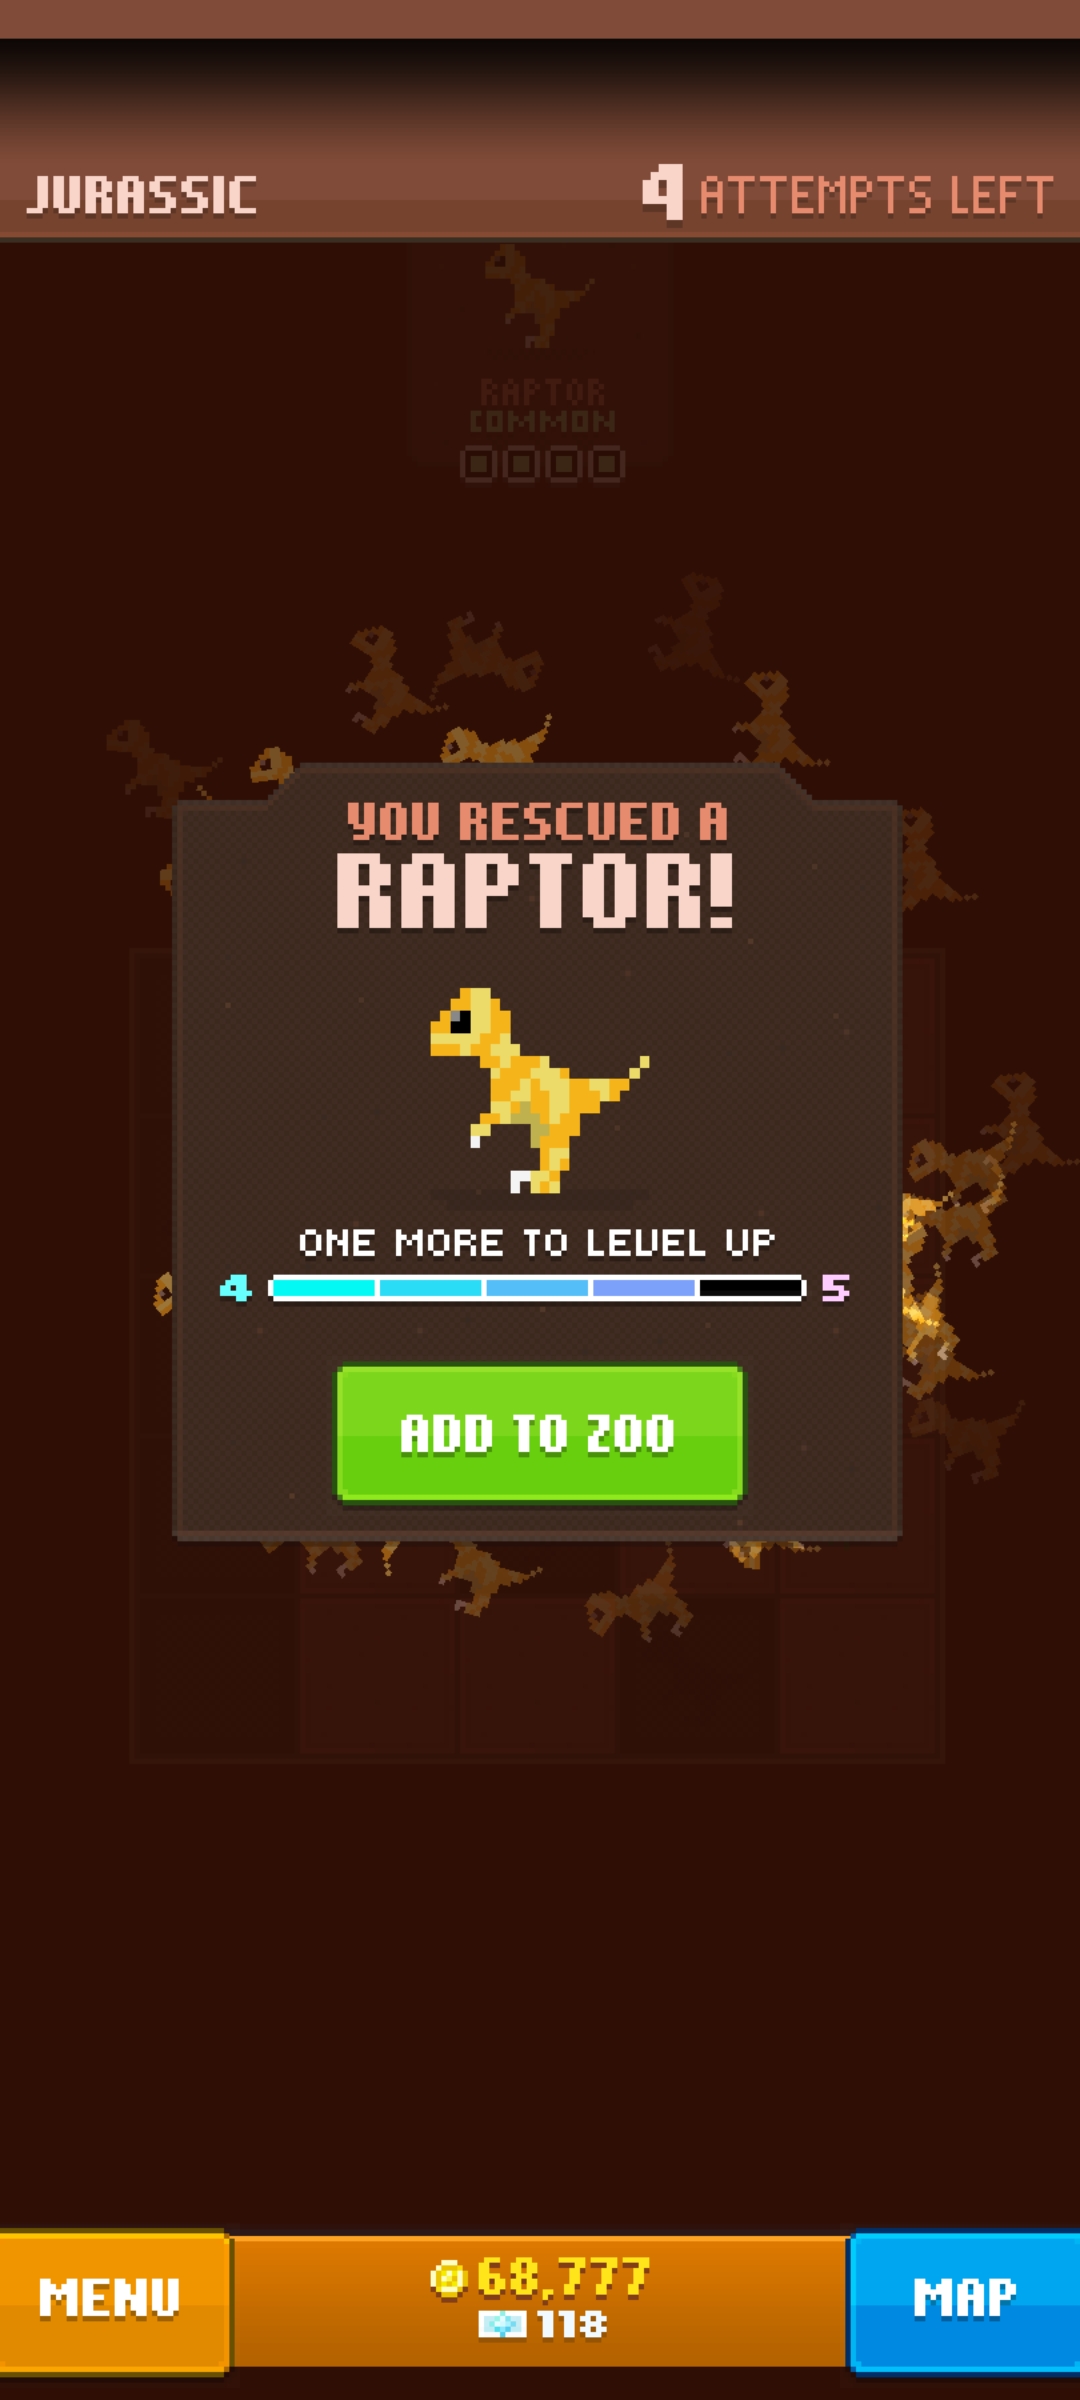 JURASSIC
4 ATTEMPTS LEFT
RAPTOR
COMMON
YOU RESCUED A
RAPTOR!
ONE MORE TO LEVEL UP
4 5
ADD TO ZOO
MENU
68,777
118
MAP